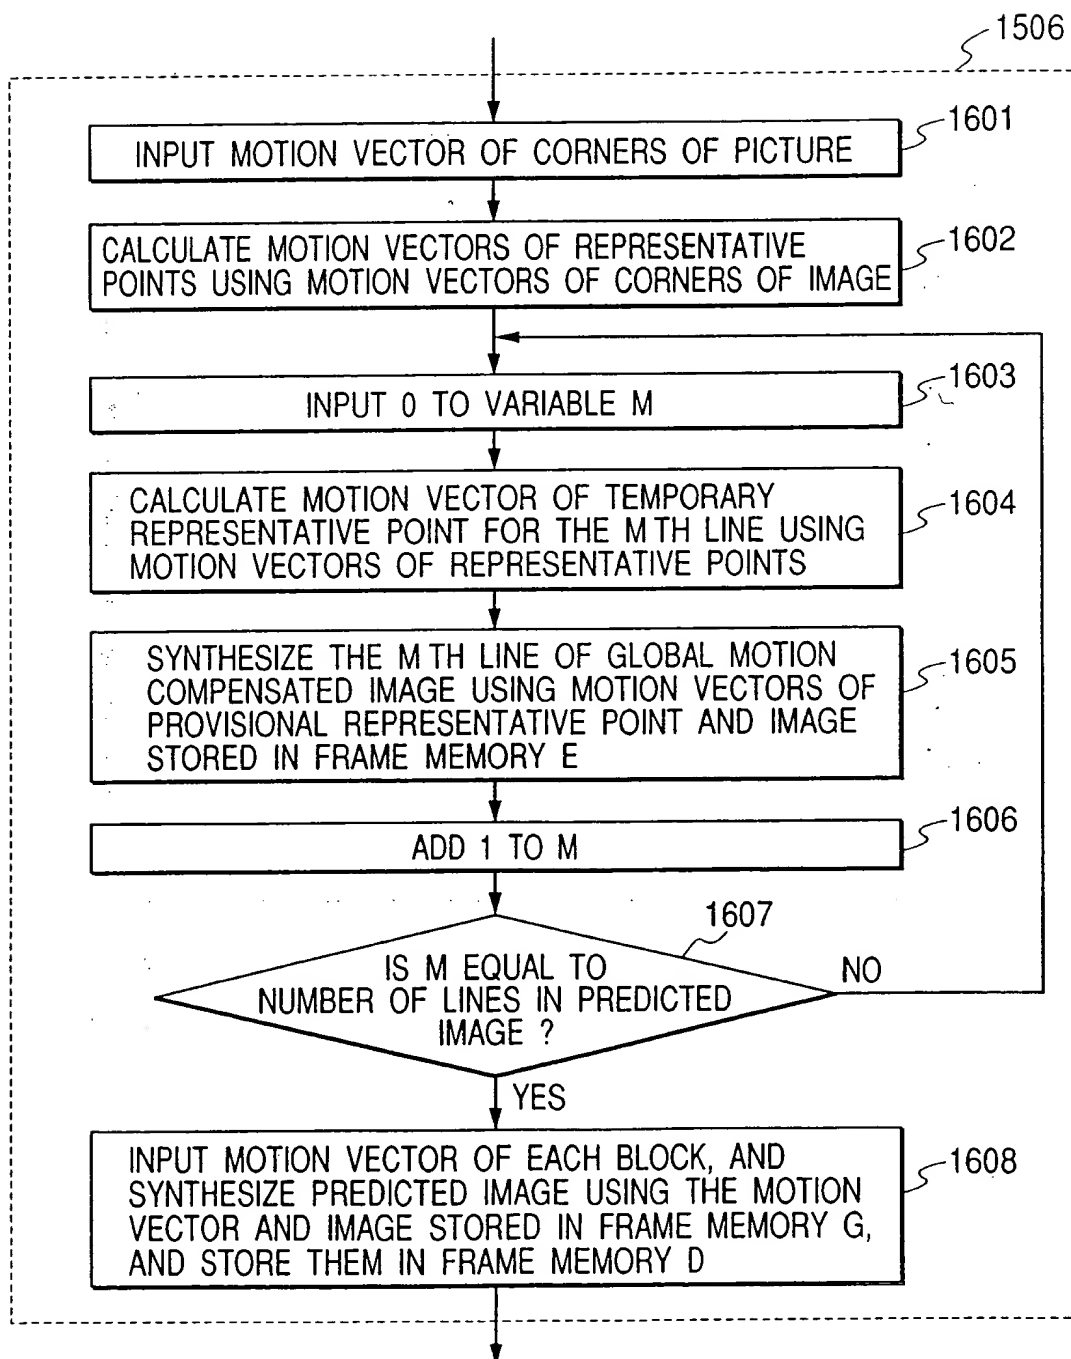 1506
1601
INPUT MOTION VECTOR OF CORNERS OF PICTURE
1602
CALCULATE MOTION VECTORS OF REPRESENTATIVE
POINTS USING MOTION VECTORS OF CORNERS OF IMAGE
1603
INPUT 0 TO VARIABLE M
1604
CALCULATE MOTION VECTOR OF TEMPORARY
REPRESENTATIVE POINT FOR THE M TH LINE USING
MOTION VECTORS OF REPRESENTATIVE POINTS
1605
SYNTHESIZE THE M TH LINE OF GLOBAL MOTION
COMPENSATED IMAGE USING MOTION VECTORS OF
PROVISIONAL REPRESENTATIVE POINT AND IMAGE
STORED IN FRAME MEMORY E
1606
ADD 1 TO M
1607
IS M EQUAL TO
NUMBER OF LINES IN PREDICTED
IMAGE ?
NO
YES
1608
INPUT MOTION VECTOR OF EACH BLOCK, AND
SYNTHESIZE PREDICTED IMAGE USING THE MOTION
VECTOR AND IMAGE STORED IN FRAME MEMORY G,
AND STORE THEM IN FRAME MEMORY D